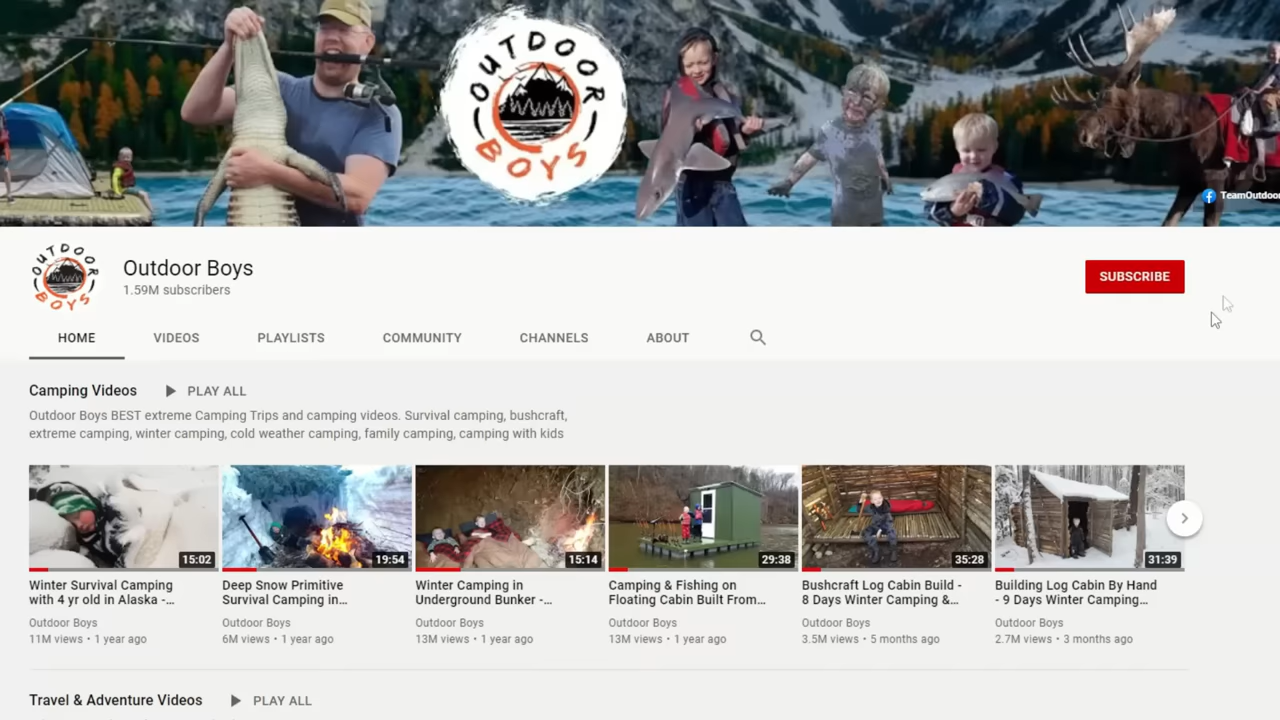 OUTDOOR
BOYS
TeamOutdoor
OUTDOOR
BOYS
Outdoor Boys
1.59M subscribers
SUBSCRIBE
HOME VIDEOS PLAYLISTS COMMUNITY CHANNELS ABOUT
Camping Videos PLAY ALL
Outdoor Boys BEST extreme Camping Trips and camping videos. Survival camping, bushcraft,
extreme camping, winter camping, cold weather camping, family camping, camping with kids
15:02 19:54 15:14 29:38 35:28 31:39
Winter Survival Camping
with 4 yr old in Alaska -...
Outdoor Boys
11M views • 1 year ago
Deep Snow Primitive
Survival Camping in...
Outdoor Boys
6M views • 1 year ago
Winter Camping in
Underground Bunker -...
Outdoor Boys
13M views • 1 year ago
Camping & Fishing on
Floating Cabin Built From...
Outdoor Boys
13M views • 1 year ago
Bushcraft Log Cabin Build -
8 Days Winter Camping &...
Outdoor Boys
3.5M views • 5 months ago
Building Log Cabin By Hand
- 9 Days Winter Camping...
Outdoor Boys
2.7M views • 3 months ago
Travel & Adventure Videos PLAY ALL